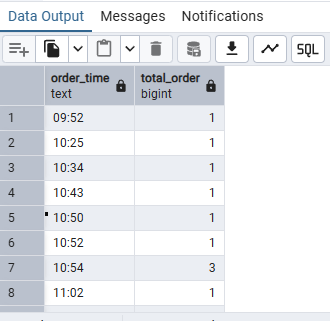 Data Output Messages Notifications
SQL
order_time total_order
text bigint
1 09:52 1
2 10:25 1
3 10:34 1
4 10:43 1
5 10:50 1
6 10:52 1
7 10:54 3
8 11:02 1